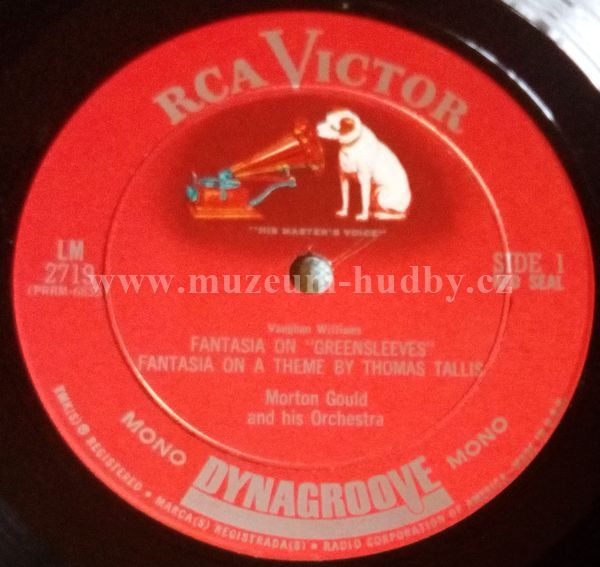 RCA VICTOR
"HIS MASTER'S VOICE"
LM
2719
SIDE 1
SEAL
www.muzeum-hudby.cz
Vaughan Williams
FANTASIA ON "GREENSLEEVES"
FANTASIA ON A THEME BY THOMAS TALLIS
Morton Gould
and his Orchestra
MONO
DYNAGROOVE
MONO
TMK(S) ® REGISTERED • MARCA(S) REGISTRADA(S) • RADIO CORPORATION OF AMERICA